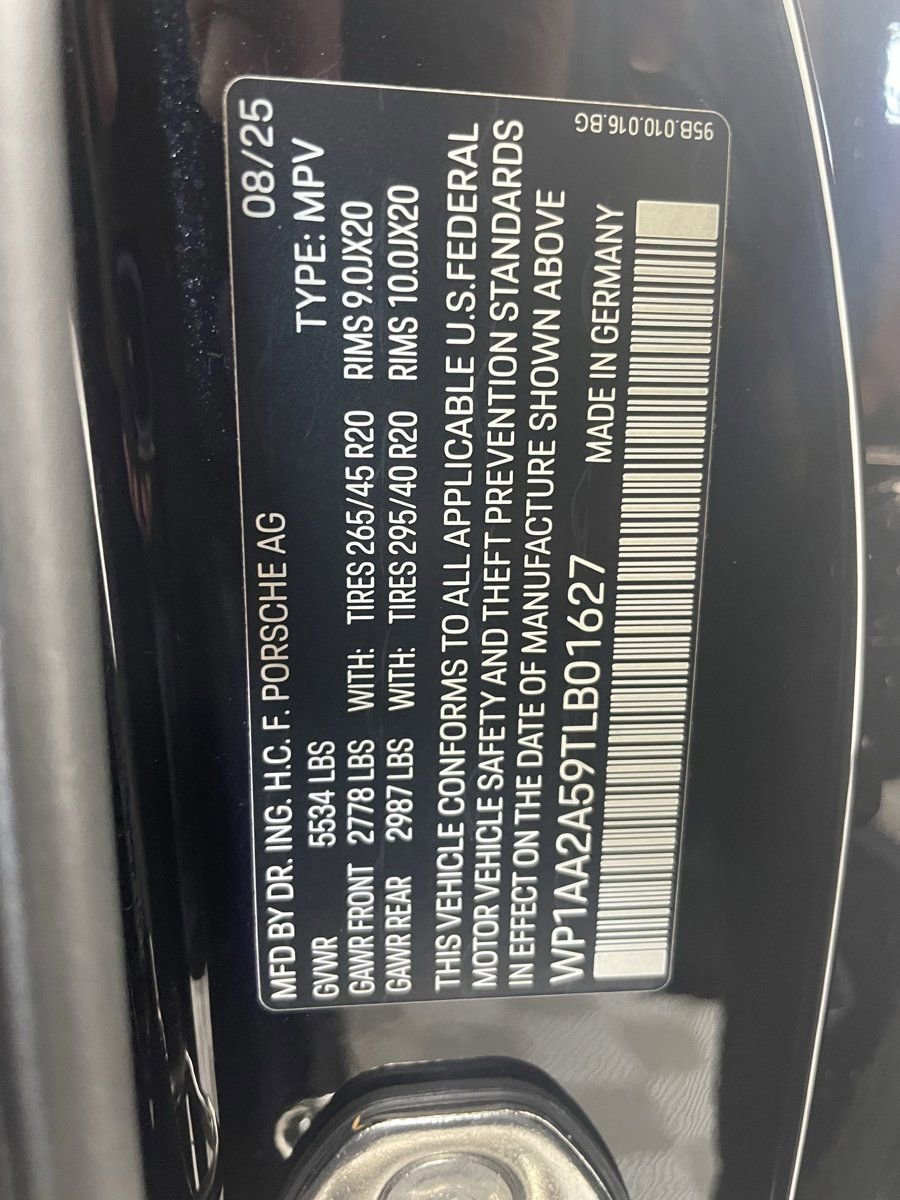 MFD BY DR. ING. H.C. F. PORSCHE AG 08/25
GVWR 5534 LBS TYPE: MPV
GAWR FRONT 2778 LBS WITH: TIRES 265/45 R20 RIMS 9.0JX20
GAWR REAR 2987 LBS WITH: TIRES 295/40 R20 RIMS 10.0JX20
THIS VEHICLE CONFORMS TO ALL APPLICABLE U.S.FEDERAL
MOTOR VEHICLE SAFETY AND THEFT PREVENTION STANDARDS
IN EFFECT ON THE DATE OF MANUFACTURE SHOWN ABOVE
WP1AA2A59TLB01627 MADE IN GERMANY
95B.010.016.BG